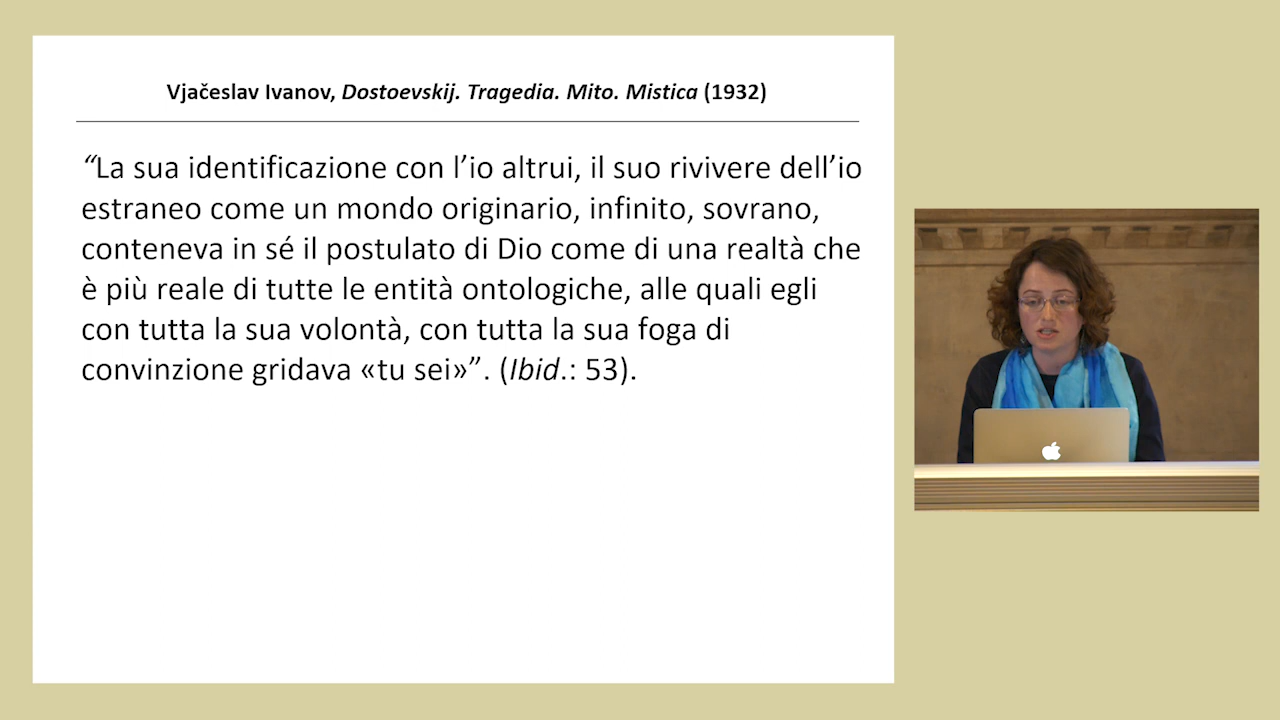 Vjačeslav Ivanov, Dostoevskij. Tragedia. Mito. Mistica (1932)
“La sua identificazione con l’io altrui, il suo rivivere dell’io
estraneo come un mondo originario, infinito, sovrano,
conteneva in sé il postulato di Dio come di una realtà che
è più reale di tutte le entità ontologiche, alle quali egli
con tutta la sua volontà, con tutta la sua foga di
convinzione gridava «tu sei»”. (Ibid.: 53).